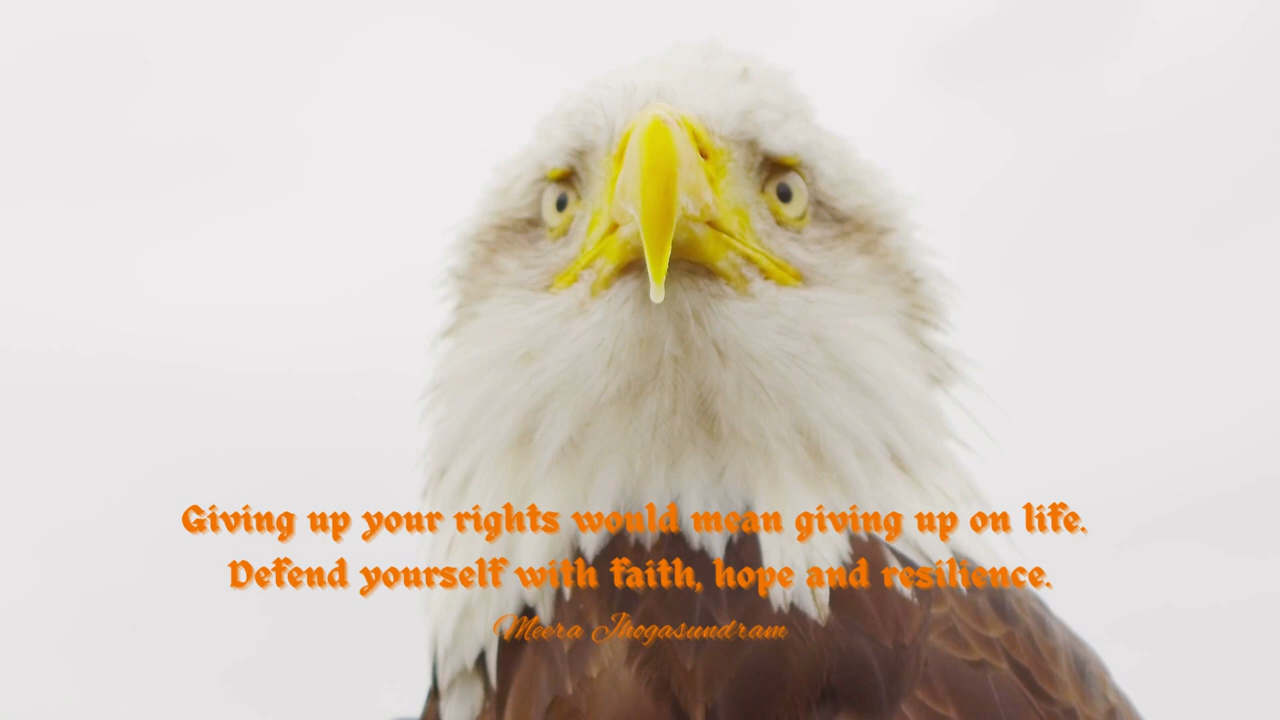 Giving up your rights would mean giving up on life.
Defend yourself with faith, hope and resilience.
Meera Jhogasundram